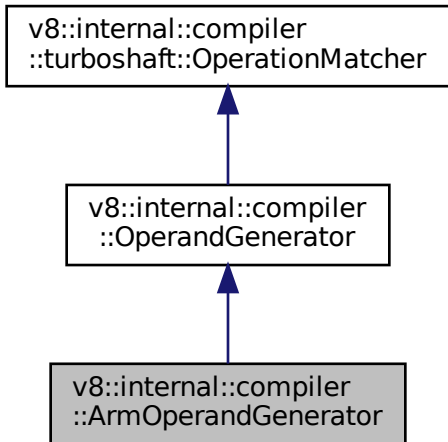 v8::internal::compiler
::turboshaft::OperationMatcher
v8::internal::compiler
::OperandGenerator
v8::internal::compiler
::ArmOperandGenerator